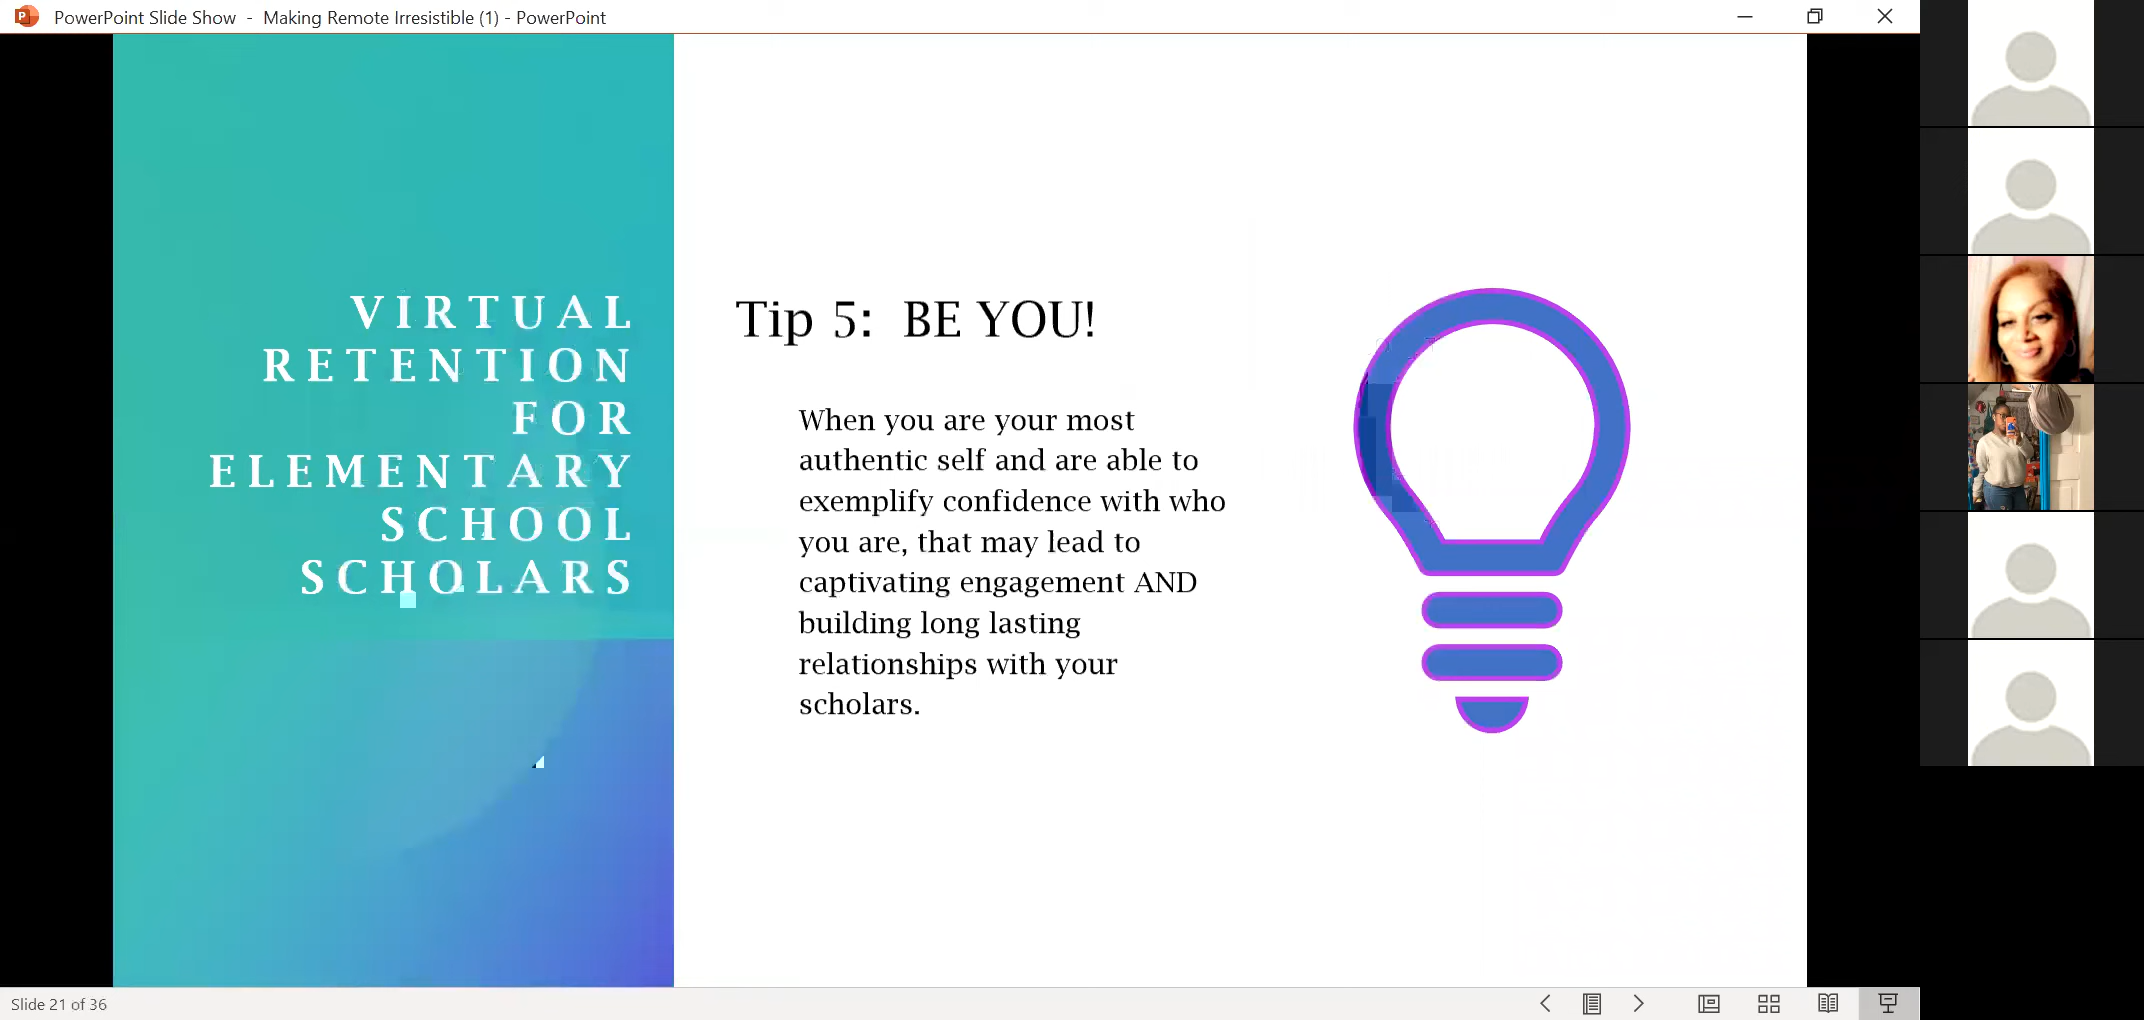 PowerPoint Slide Show - Making Remote Irresistible (1) - PowerPoint
VIRTUAL
RETENTION
FOR
ELEMENTARY
SCHOOL
SCHOLARS
Tip 5: BE YOU!
When you are your most
authentic self and are able to
exemplify confidence with who
you are, that may lead to
captivating engagement AND
building long lasting
relationships with your
scholars.
Slide 21 of 36